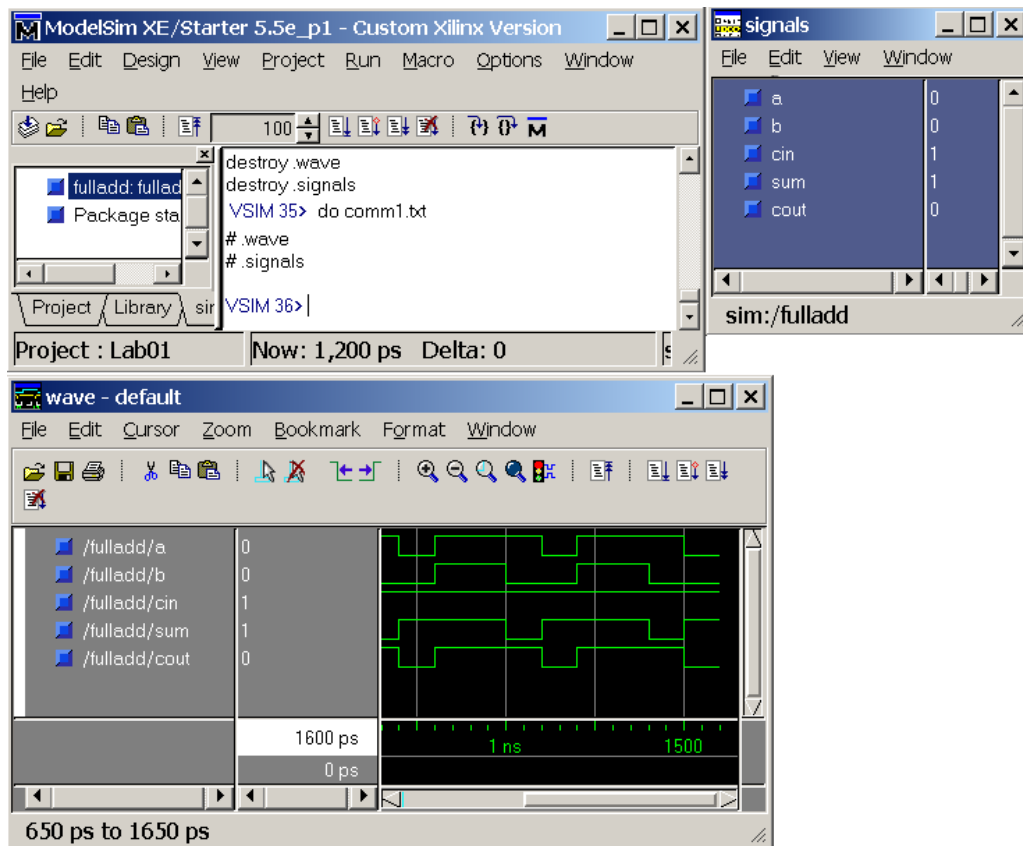 ModelSim XE/Starter 5.5e_p1 - Custom Xilinx Version
File Edit Design View Project Run Macro Options Window
Help
100
fulladd: fullad
Package sta
Project Library sim
destroy .wave
destroy .signals
VSIM 35> do comm1.txt
# .wave
# .signals
VSIM 36>
Project : Lab01 Now: 1,200 ps Delta: 0
signals
File Edit View Window
a 0
b 0
cin 1
sum 1
cout 0
sim:/fulladd
wave - default
File Edit Cursor Zoom Bookmark Format Window
/fulladd/a 0
/fulladd/b 0
/fulladd/cin 1
/fulladd/sum 1
/fulladd/cout 0
1600 ps 1 ns 1500
0 ps
650 ps to 1650 ps